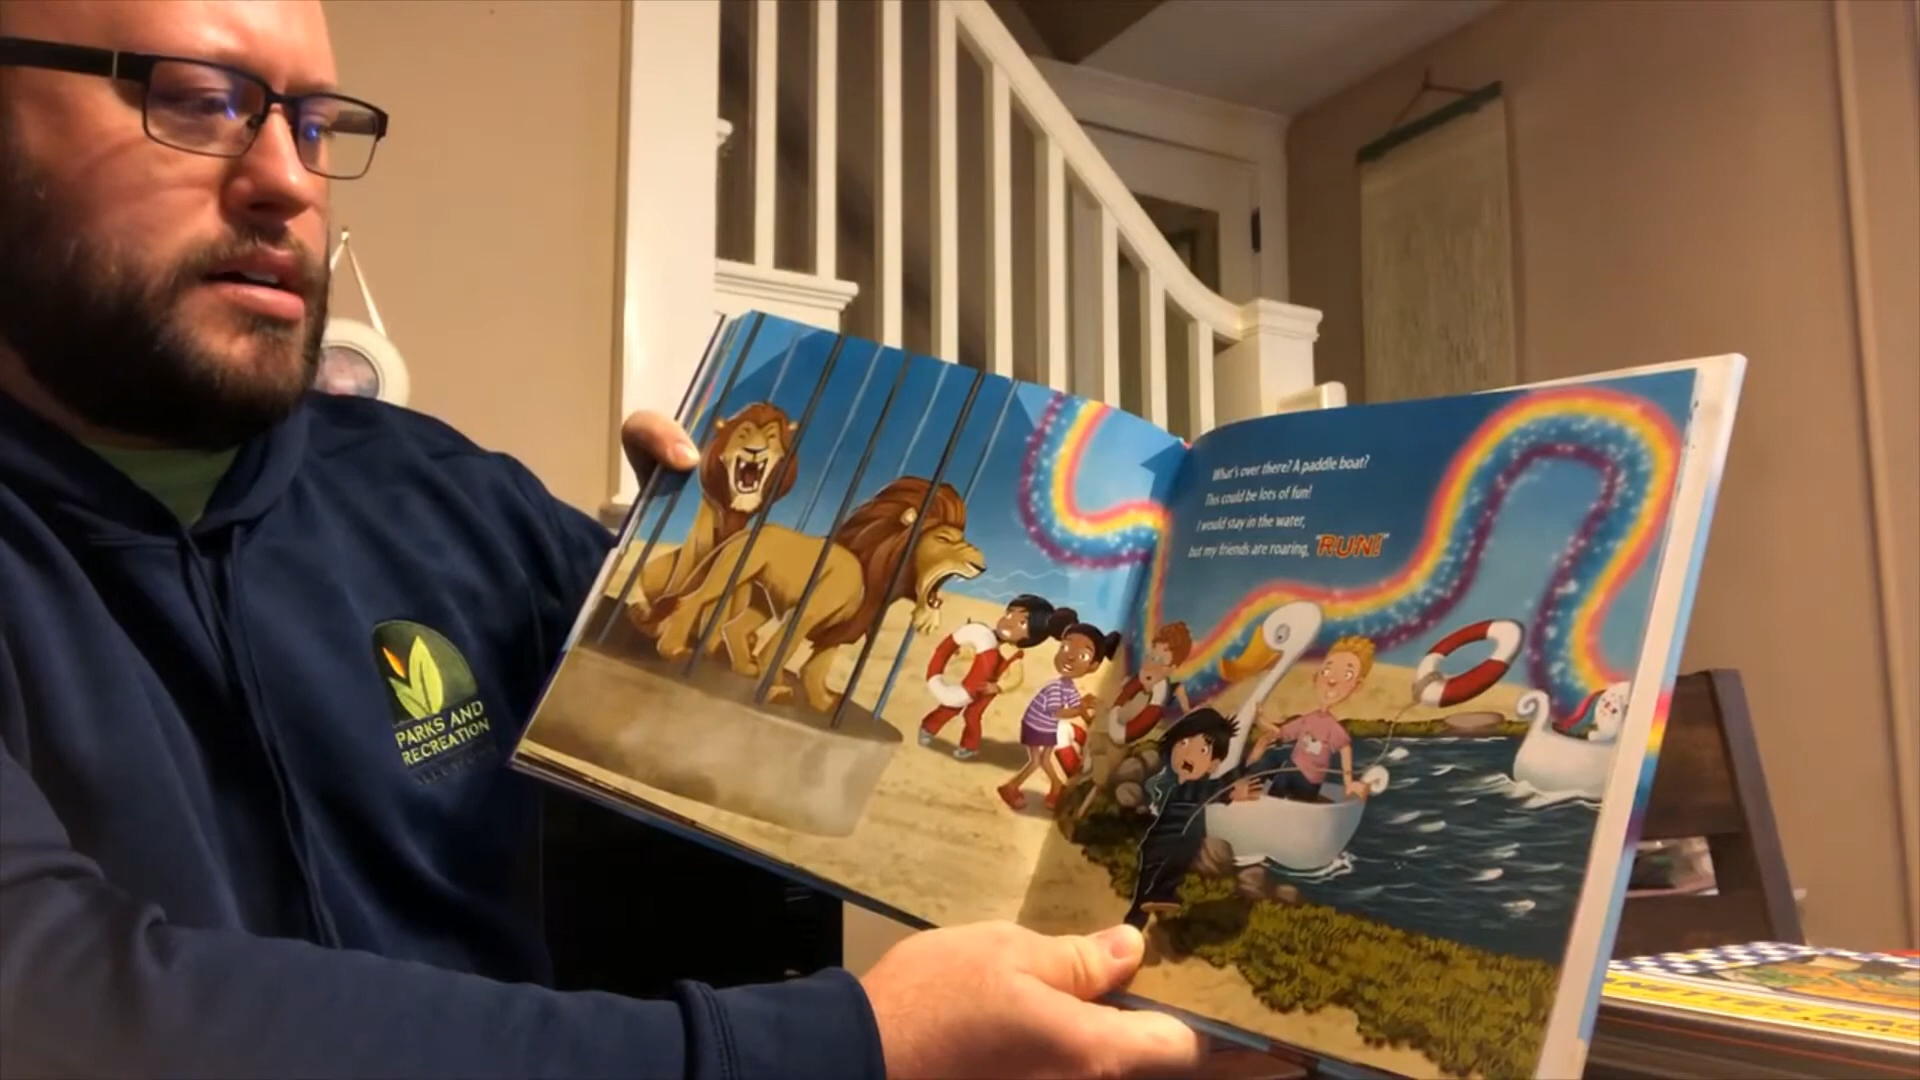 What's over there? A paddle boat?
This could be lots of fun!
I would stay in the water,
but my friends are roaring, "RUN!"
PARKS AND
RECREATION